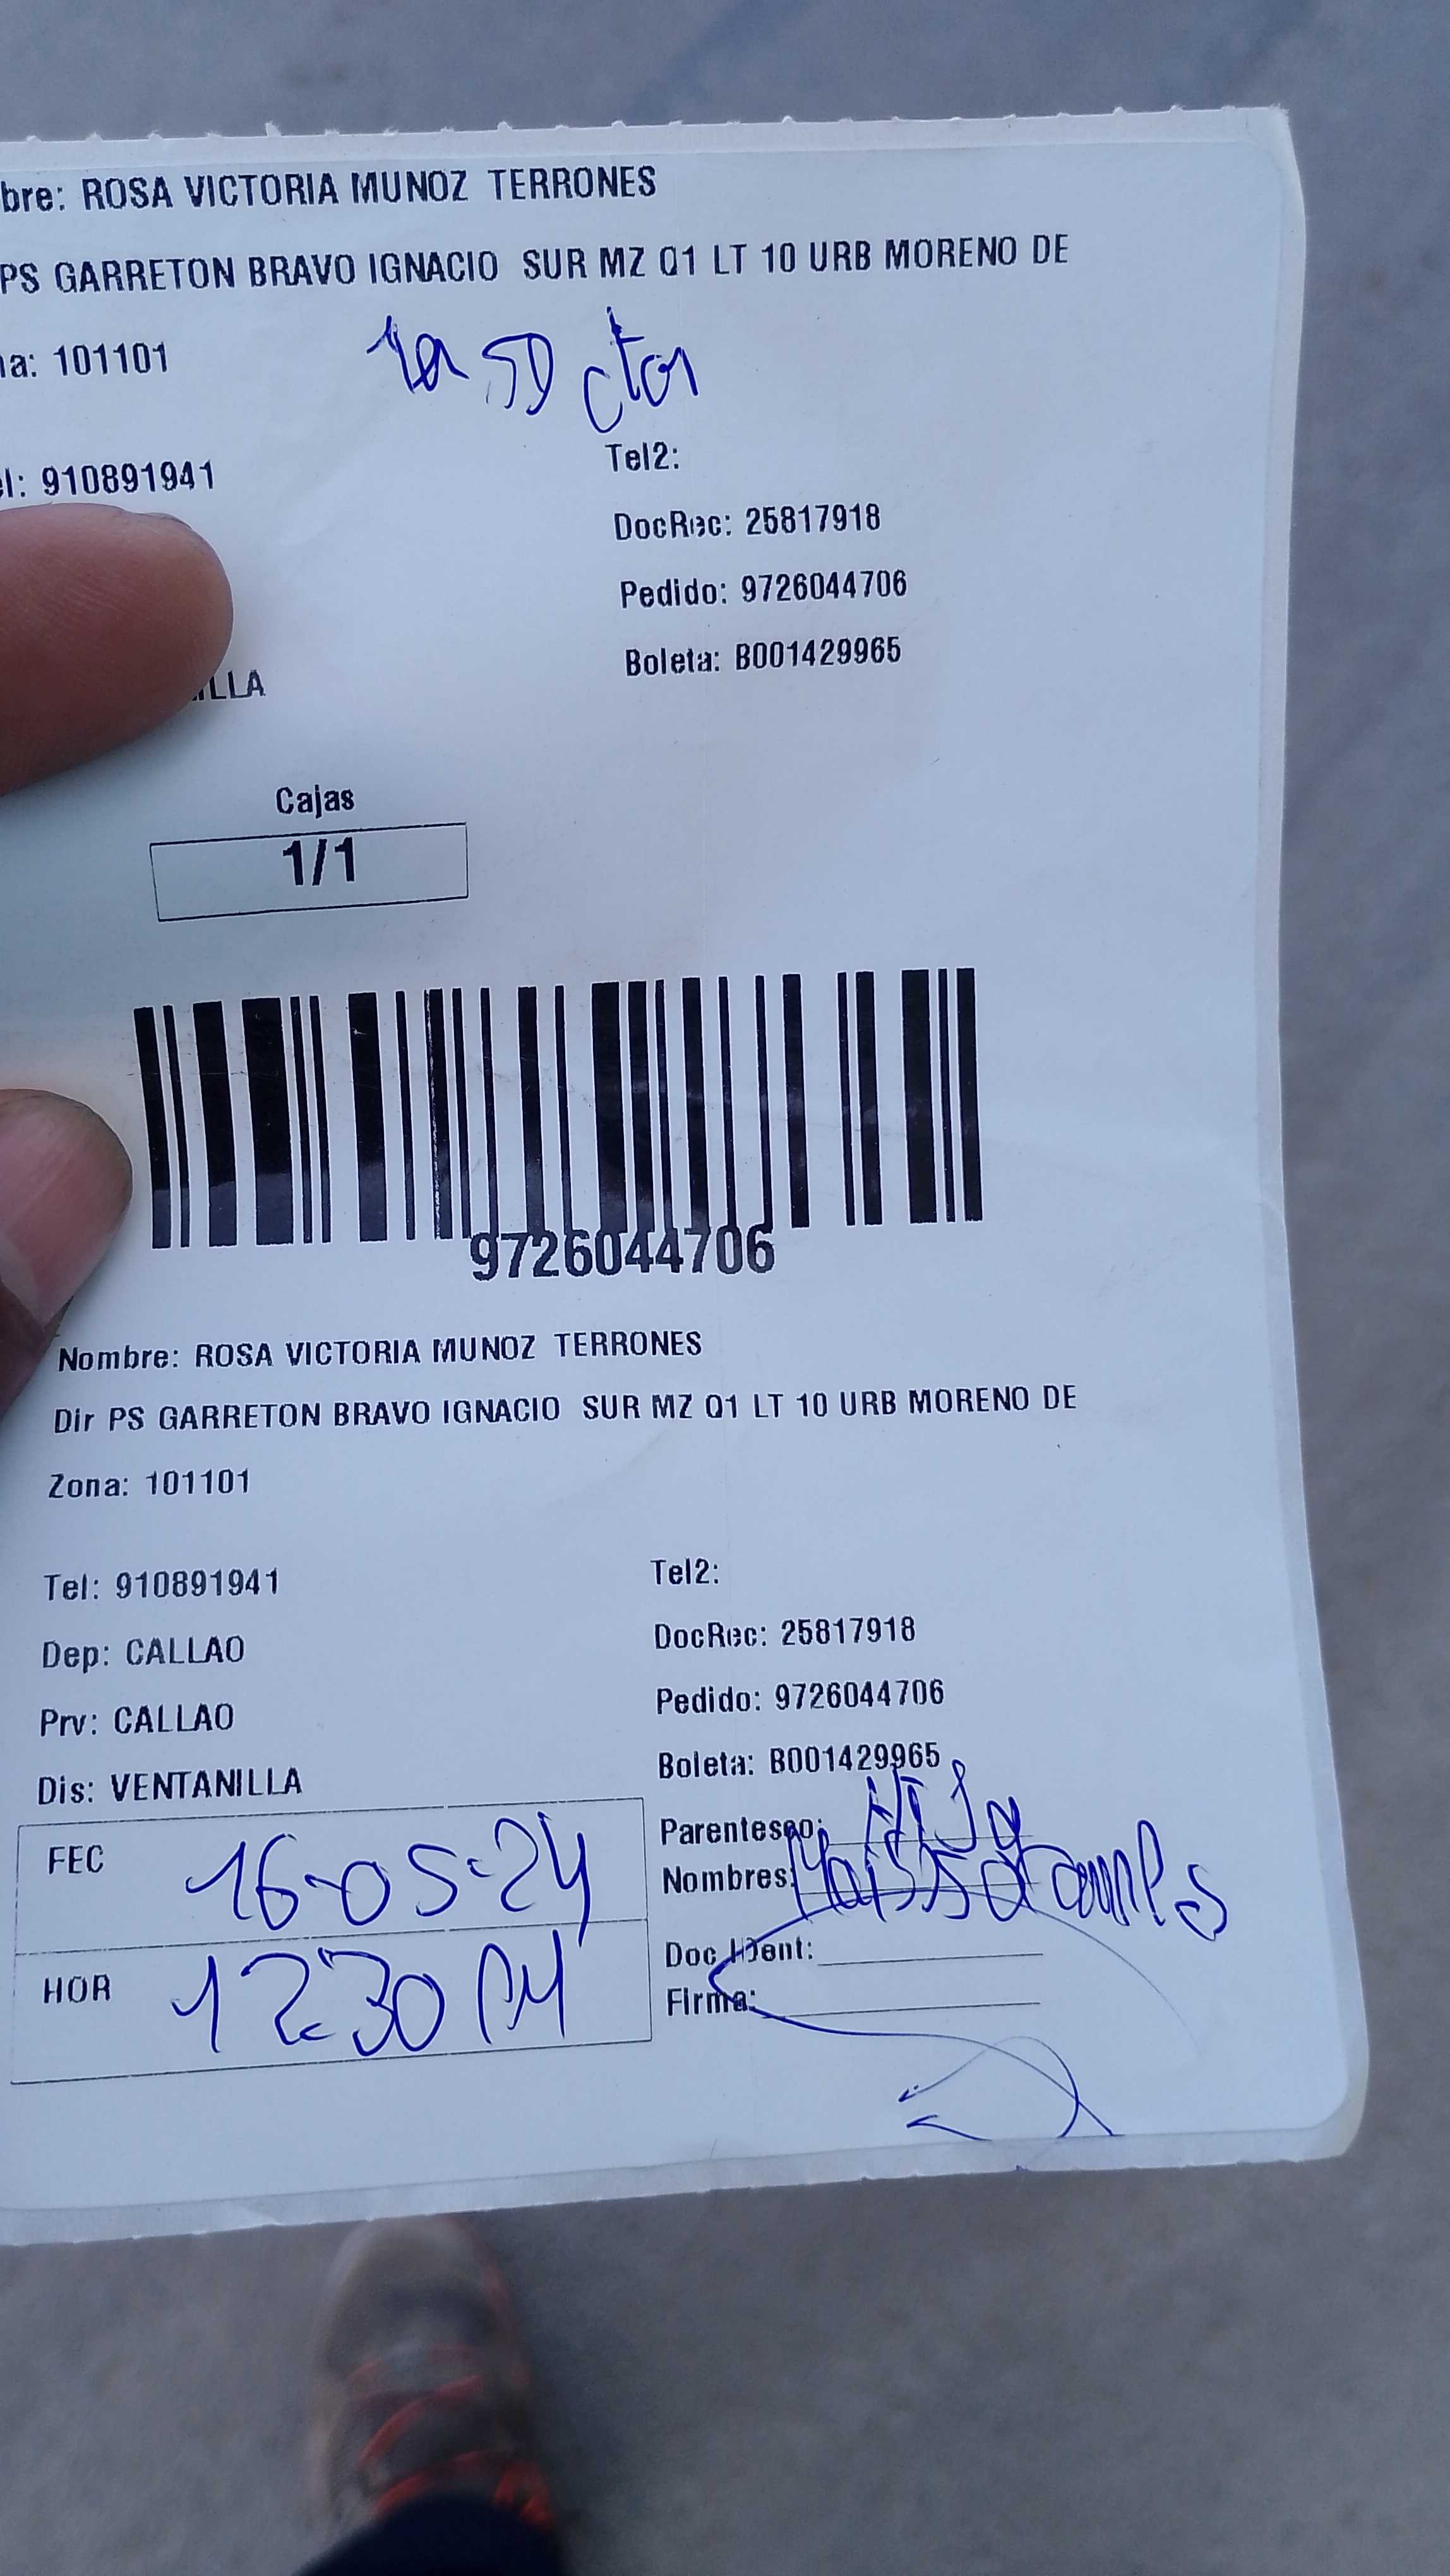 bre: ROSA VICTORIA MUNOZ TERRONES
PS GARRETON BRAVO IGNACIO SUR MZ Q1 LT 10 URB MORENO DE
a: 101101
l: 910891941
Tel2:
DocRec: 25817918
Pedido: 9726044706
Boleta: B001429965
ILLA
Cajas
1/1
9726044706
Nombre: ROSA VICTORIA MUNOZ TERRONES
Dir PS GARRETON BRAVO IGNACIO SUR MZ Q1 LT 10 URB MORENO DE
Zona: 101101
Tel: 910891941
Tel2:
Dep: CALLAO
DocRec: 25817918
Prv: CALLAO
Pedido: 9726044706
Dis: VENTANILLA
Boleta: B001429965
FEC 16-05-24
Parentesco: Hija
Nombres:
HOR 12:30 PM
Doc Ident:
Firma: